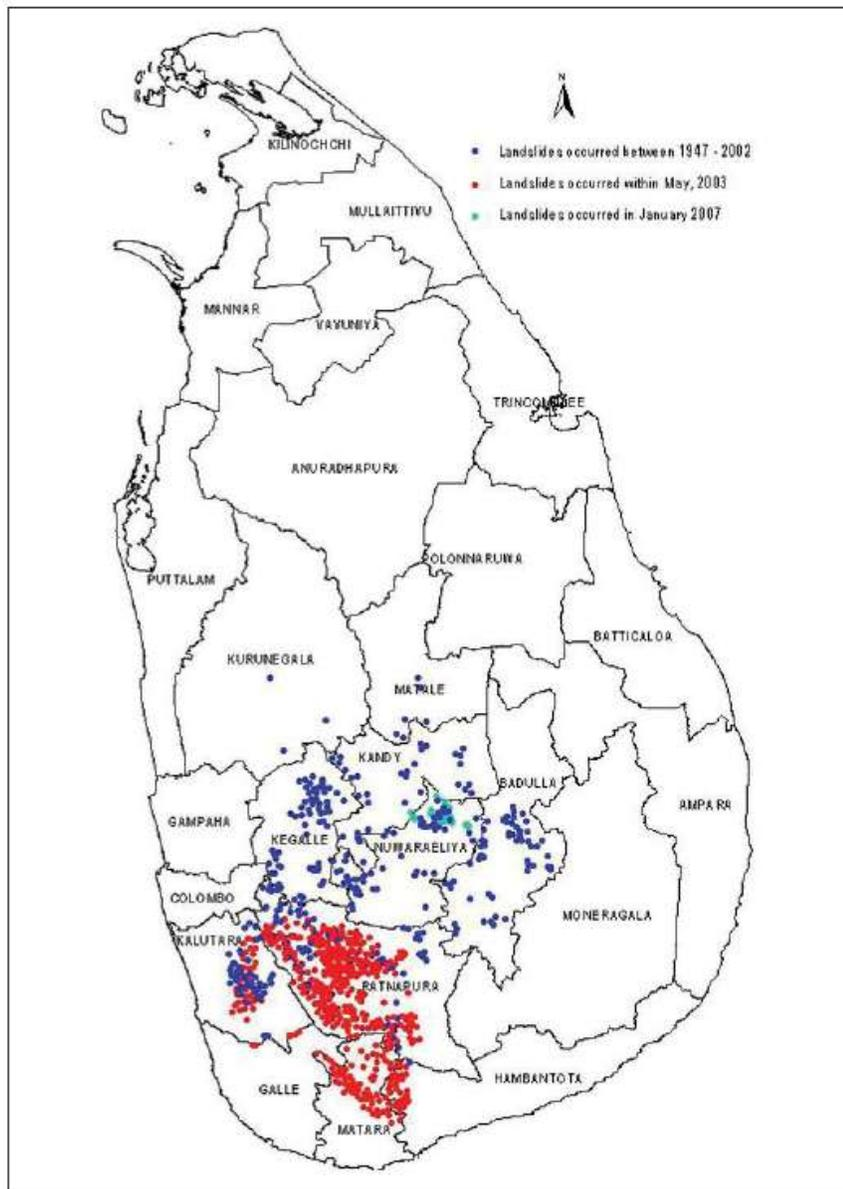 N
Landslides occurred between 1947 - 2002
Landslides occurred within May, 2003
Landslides occurred in January 2007
KILINOCHCHI
MULLAITTIVU
MANNAR
VAVUNIYA
TRINCOMALEE
ANURADHAPURA
POLONNARUWA
PUTTALAM
BATTICALOA
KURUNEGALA
MATALE
KANDY
BADULLA
AMPARA
GAMPAHA
KEGALLE
NUWARAELIYA
COLOMBO
MONERAGALA
KALUTARA
RATNAPURA
HAMBANTOTA
GALLE
MATARA